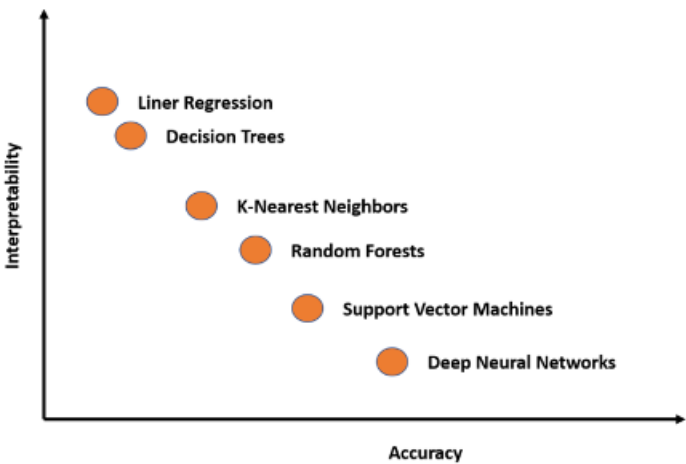 Liner Regression
Decision Trees
K-Nearest Neighbors
Random Forests
Support Vector Machines
Deep Neural Networks
Interpretability
Accuracy